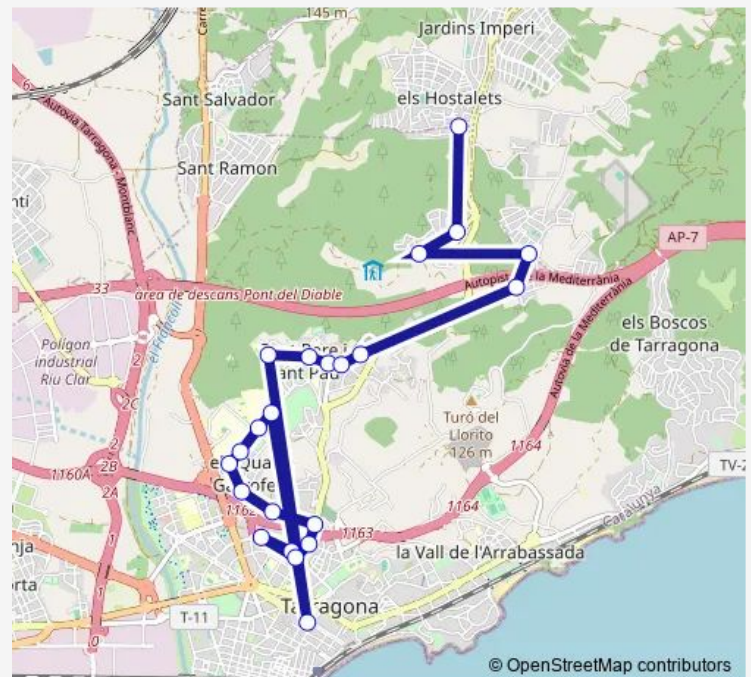 145 m
Jardins Imperi
els Hostalets
Sant Salvador
Autovia Tarragona - Montblanc
Sant Ramon
AP-7
33
àrea de descans Pont del Diable
Autopista de la Mediterrània
els Boscos
de Tarragona
Polígon
industrial
Riu Clar
el Francolí
Autovia de la Mediterrània
2
2C
Sant Pau
Turó del
Llorito
126 m
1164
2
2B
1160A
2A
1162
1163
1164
TV-2
Catalunya
la Vall de l'Arrabassada
1
1
T-11
Tarragona
0
© OpenStreetMap contributors